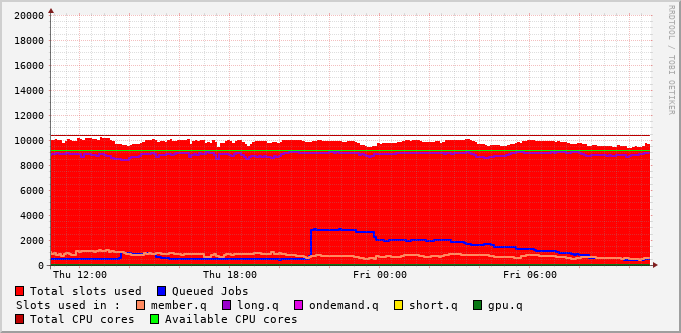 20000
18000
16000
14000
12000
10000
8000
6000
4000
2000
0
Thu 12:00 Thu 18:00 Fri 00:00 Fri 06:00
RRDTOOL / TOBI OETIKER
Total slots used Queued Jobs
Slots used in : member.q long.q ondemand.q short.q gpu.q
Total CPU cores Available CPU cores